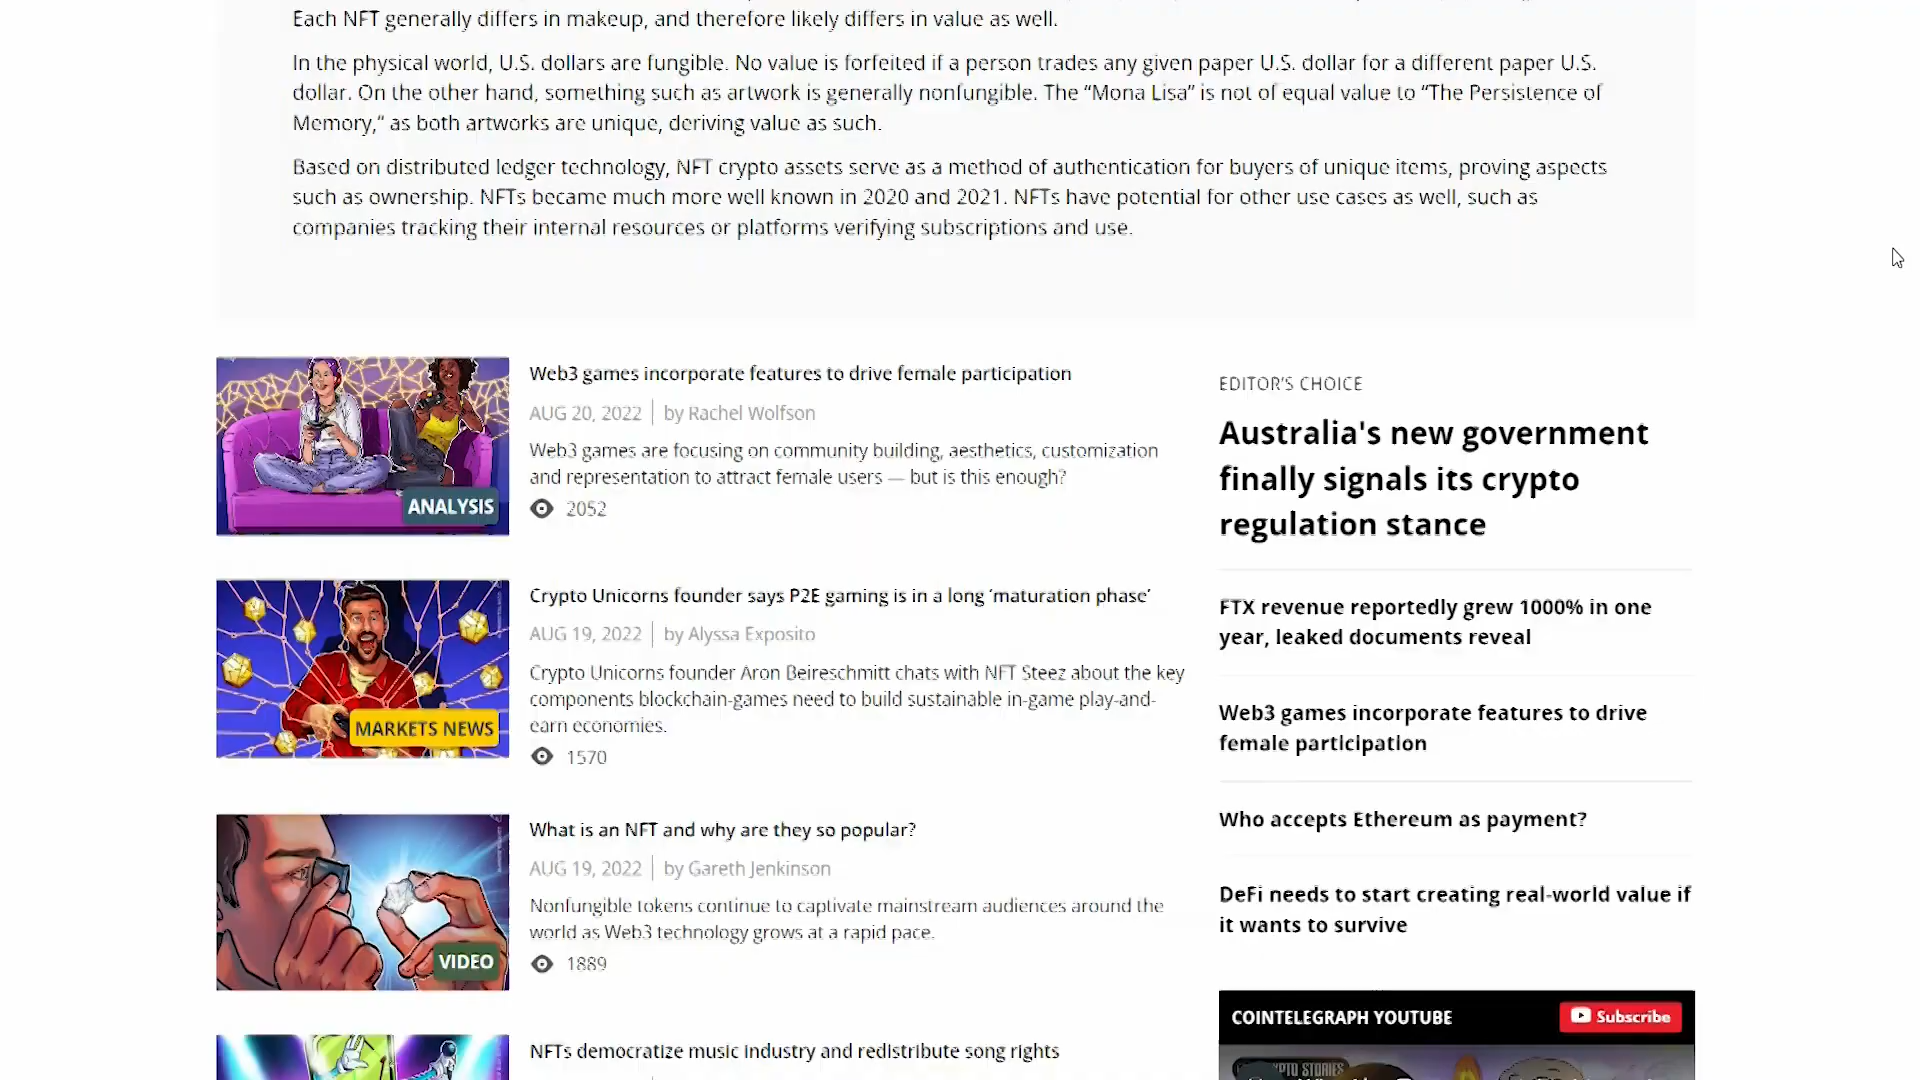 Each NFT generally differs in makeup, and therefore likely differs in value as well.
In the physical world, U.S. dollars are fungible. No value is forfeited if a person trades any given paper U.S. dollar for a different paper U.S.
dollar. On the other hand, something such as artwork is generally nonfungible. The “Mona Lisa” is not of equal value to “The Persistence of
Memory,” as both artworks are unique, deriving value as such.
Based on distributed ledger technology, NFT crypto assets serve as a method of authentication for buyers of unique items, proving aspects
such as ownership. NFTs became much more well known in 2020 and 2021. NFTs have potential for other use cases as well, such as
companies tracking their internal resources or platforms verifying subscriptions and use.
ANALYSIS
Web3 games incorporate features to drive female participation
AUG 20, 2022 | by Rachel Wolfson
Web3 games are focusing on community building, aesthetics, customization
and representation to attract female users — but is this enough?
2052
MARKETS NEWS
Crypto Unicorns founder says P2E gaming is in a long ‘maturation phase’
AUG 19, 2022 | by Alyssa Exposito
Crypto Unicorns founder Aron Beireschmitt chats with NFT Steez about the key
components blockchain-games need to build sustainable in-game play-and-
earn economies.
1570
VIDEO
What is an NFT and why are they so popular?
AUG 19, 2022 | by Gareth Jenkinson
Nonfungible tokens continue to captivate mainstream audiences around the
world as Web3 technology grows at a rapid pace.
1889
NFTs democratize music industry and redistribute song rights
EDITOR’S CHOICE
Australia's new government
finally signals its crypto
regulation stance
FTX revenue reportedly grew 1000% in one
year, leaked documents reveal
Web3 games incorporate features to drive
female participation
Who accepts Ethereum as payment?
DeFi needs to start creating real-world value if
it wants to survive
COINTELEGRAPH YOUTUBE
Subscribe
STORIES